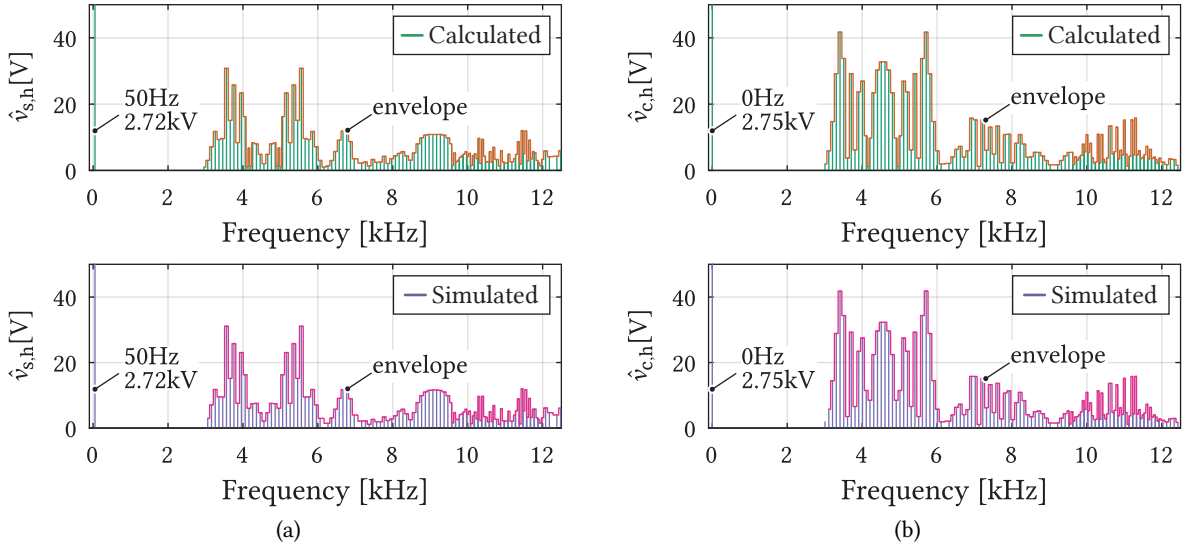 v̂s,h[V]
40
20
0
Calculated
50Hz
2.72kV
envelope
0 2 4 6 8 10 12
Frequency [kHz]
v̂c,h[V]
40
20
0
Calculated
0Hz
2.75kV
envelope
0 2 4 6 8 10 12
Frequency [kHz]
v̂s,h[V]
40
20
0
Simulated
50Hz
2.72kV
envelope
0 2 4 6 8 10 12
Frequency [kHz]
(a)
v̂c,h[V]
40
20
0
Simulated
0Hz
2.75kV
envelope
0 2 4 6 8 10 12
Frequency [kHz]
(b)